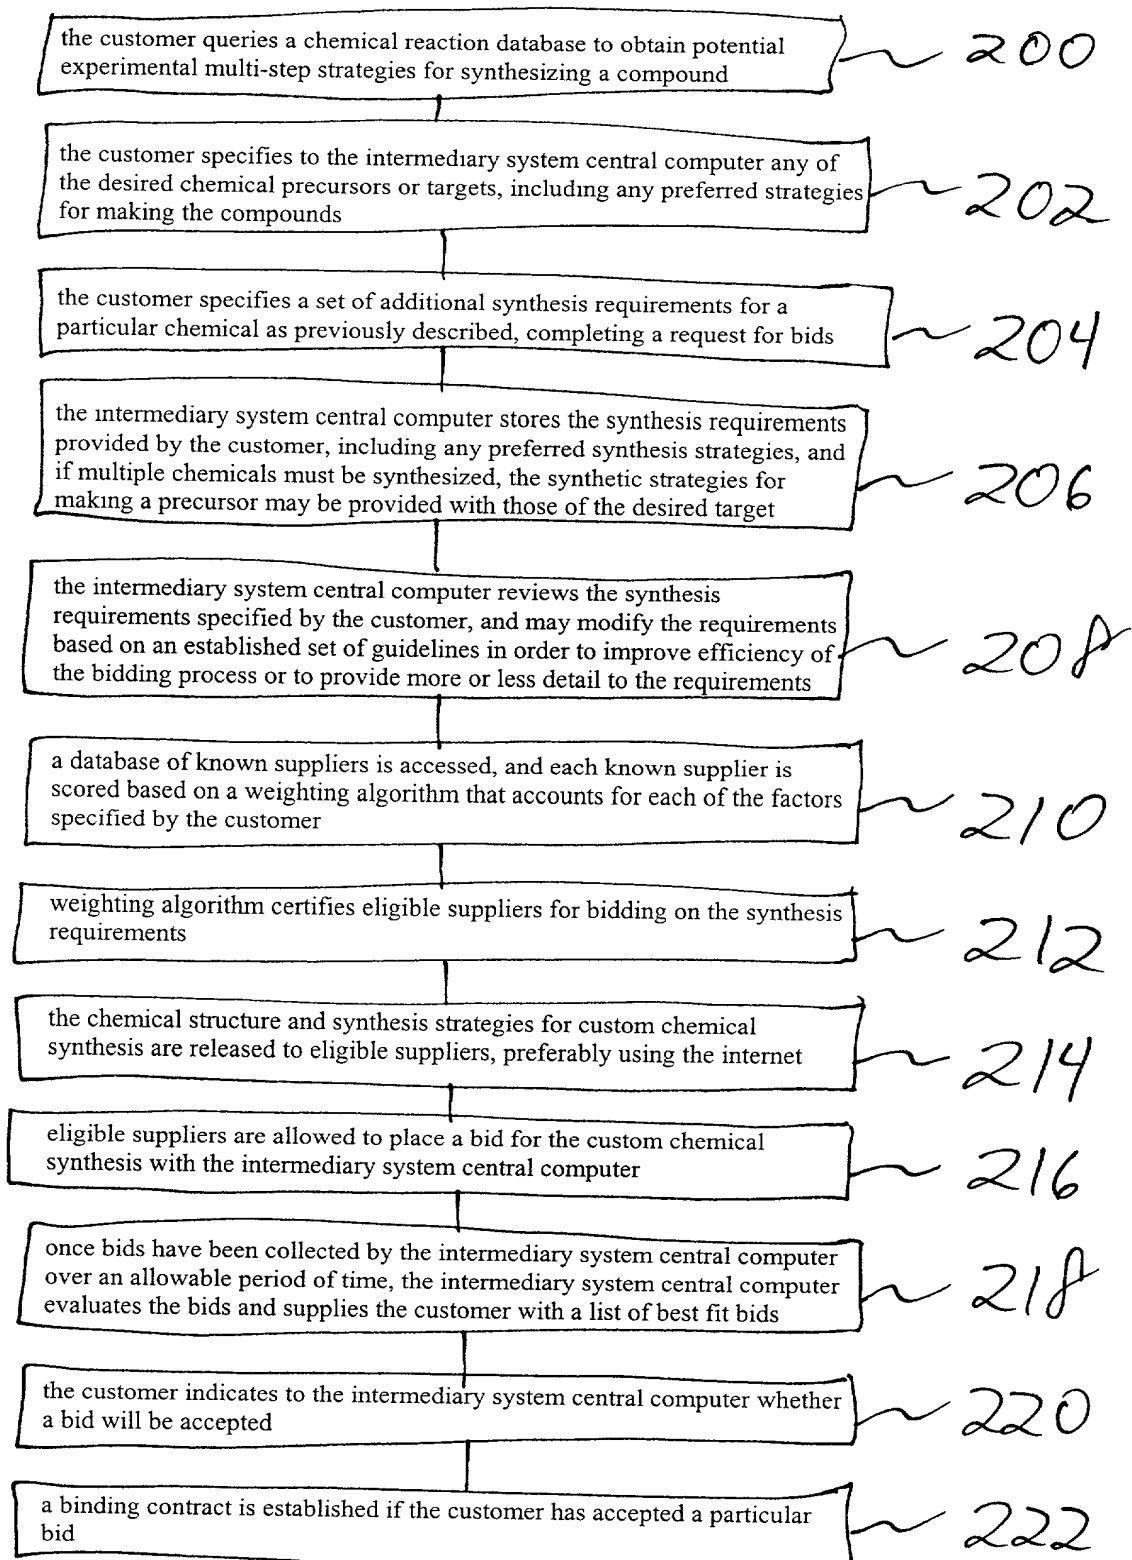 the customer queries a chemical reaction database to obtain potential
experimental multi-step strategies for synthesizing a compound
200
the customer specifies to the intermediary system central computer any of
the desired chemical precursors or targets, including any preferred strategies
for making the compounds
202
the customer specifies a set of additional synthesis requirements for a
particular chemical as previously described, completing a request for bids
204
the intermediary system central computer stores the synthesis requirements
provided by the customer, including any preferred synthesis strategies, and
if multiple chemicals must be synthesized, the synthetic strategies for
making a precursor may be provided with those of the desired target
206
the intermediary system central computer reviews the synthesis
requirements specified by the customer, and may modify the requirements
based on an established set of guidelines in order to improve efficiency of
the bidding process or to provide more or less detail to the requirements
208
a database of known suppliers is accessed, and each known supplier is
scored based on a weighting algorithm that accounts for each of the factors
specified by the customer
210
weighting algorithm certifies eligible suppliers for bidding on the synthesis
requirements
212
the chemical structure and synthesis strategies for custom chemical
synthesis are released to eligible suppliers, preferably using the internet
214
eligible suppliers are allowed to place a bid for the custom chemical
synthesis with the intermediary system central computer
216
once bids have been collected by the intermediary system central computer
over an allowable period of time, the intermediary system central computer
evaluates the bids and supplies the customer with a list of best fit bids
218
the customer indicates to the intermediary system central computer whether
a bid will be accepted
220
a binding contract is established if the customer has accepted a particular
bid
222